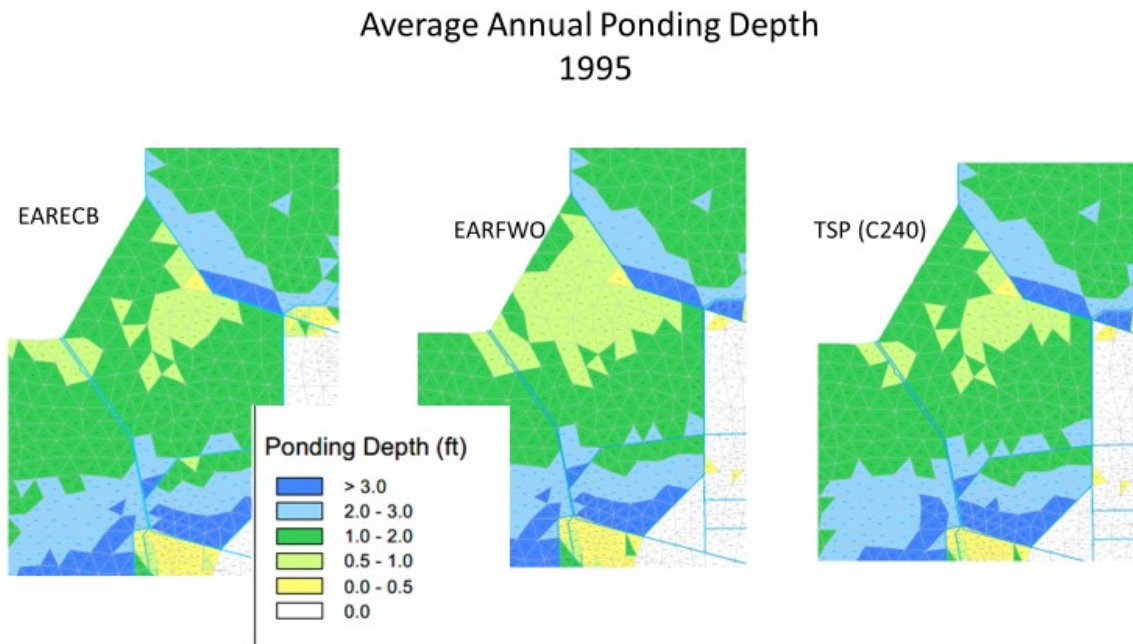 Average Annual Ponding Depth
1995
EARECB
EARFWO
TSP (C240)
Ponding Depth (ft)
> 3.0
2.0 - 3.0
1.0 - 2.0
0.5 - 1.0
0.0 - 0.5
0.0